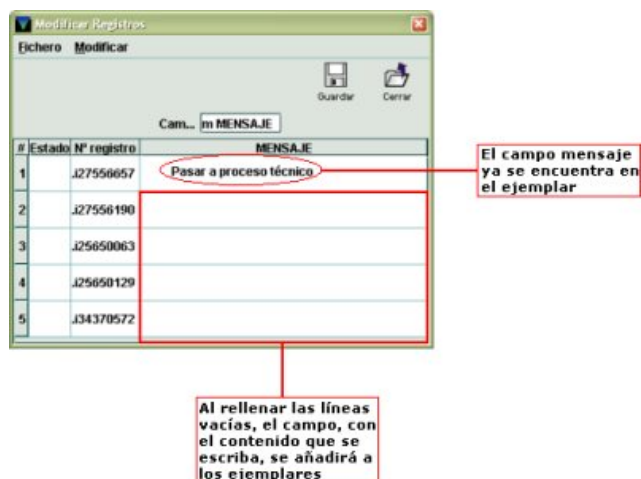 Modificar Registros
Fichero Modificar
Guardar Cerrar
Cam... m MENSAJE
# Estado Nº registro MENSAJE
1 .i27556657 Pasar a proceso técnico
2 .i27556190
3 .i25650063
4 .i25650129
5 .i34370572
El campo mensaje
ya se encuentra en
el ejemplar
Al rellenar las líneas
vacías, el campo, con
el contenido que se
escriba, se añadirá a
los ejemplares